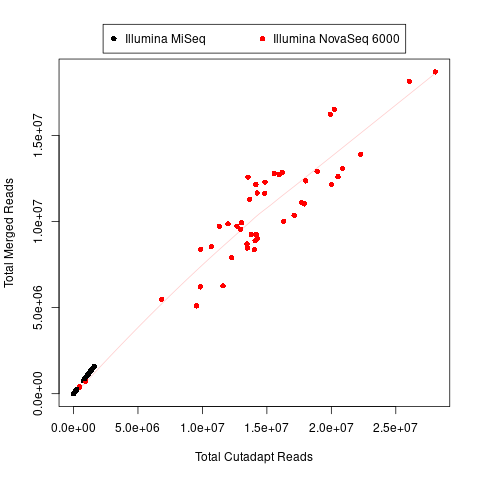 Illumina MiSeq
Illumina NovaSeq 6000
Total Merged Reads
1.5e+07
1.0e+07
5.0e+06
0.0e+00
0.0e+00
5.0e+06
1.0e+07
1.5e+07
2.0e+07
2.5e+07
Total Cutadapt Reads